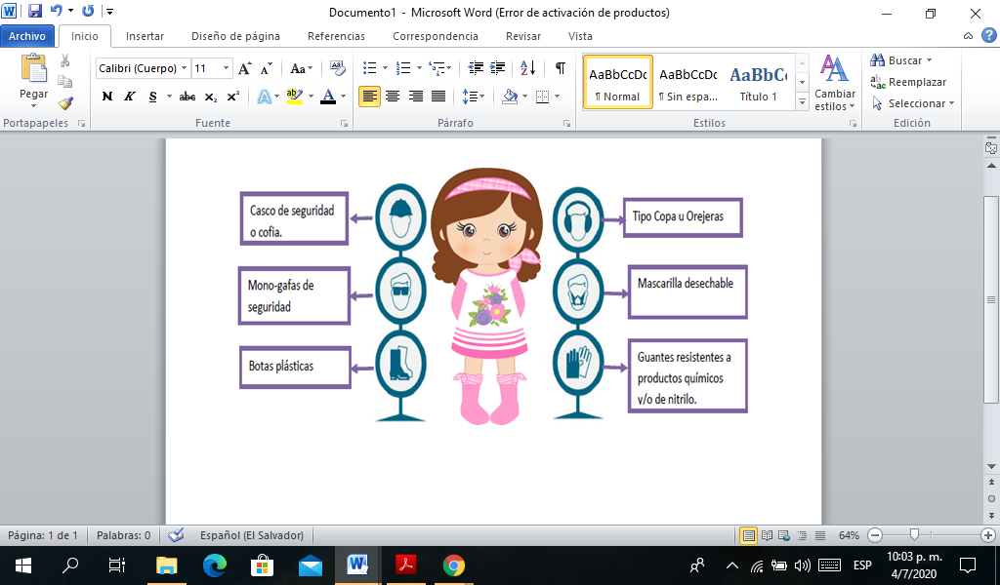 Documento1 - Microsoft Word (Error de activación de productos)
Archivo Inicio Insertar Diseño de página Referencias Correspondencia Revisar Vista
Pegar
Calibri (Cuerpo) 11
Portapapeles
Fuente
Párrafo
AaBbCcDc AaBbCcDc AaBbCc
¶ Normal ¶ Sin espa... Título 1
Cambiar
estilos
Estilos
Buscar
Reemplazar
Seleccionar
Edición
Casco de seguridad
o cofia.
Mono-gafas de
seguridad
Botas plásticas
Tipo Copa u Orejeras
Mascarilla desechable
Guantes resistentes a
productos químicos
y/o de nitrilo.
Página: 1 de 1 Palabras: 0 Español (El Salvador) 64%
ESP
10:03 p. m.
4/7/2020